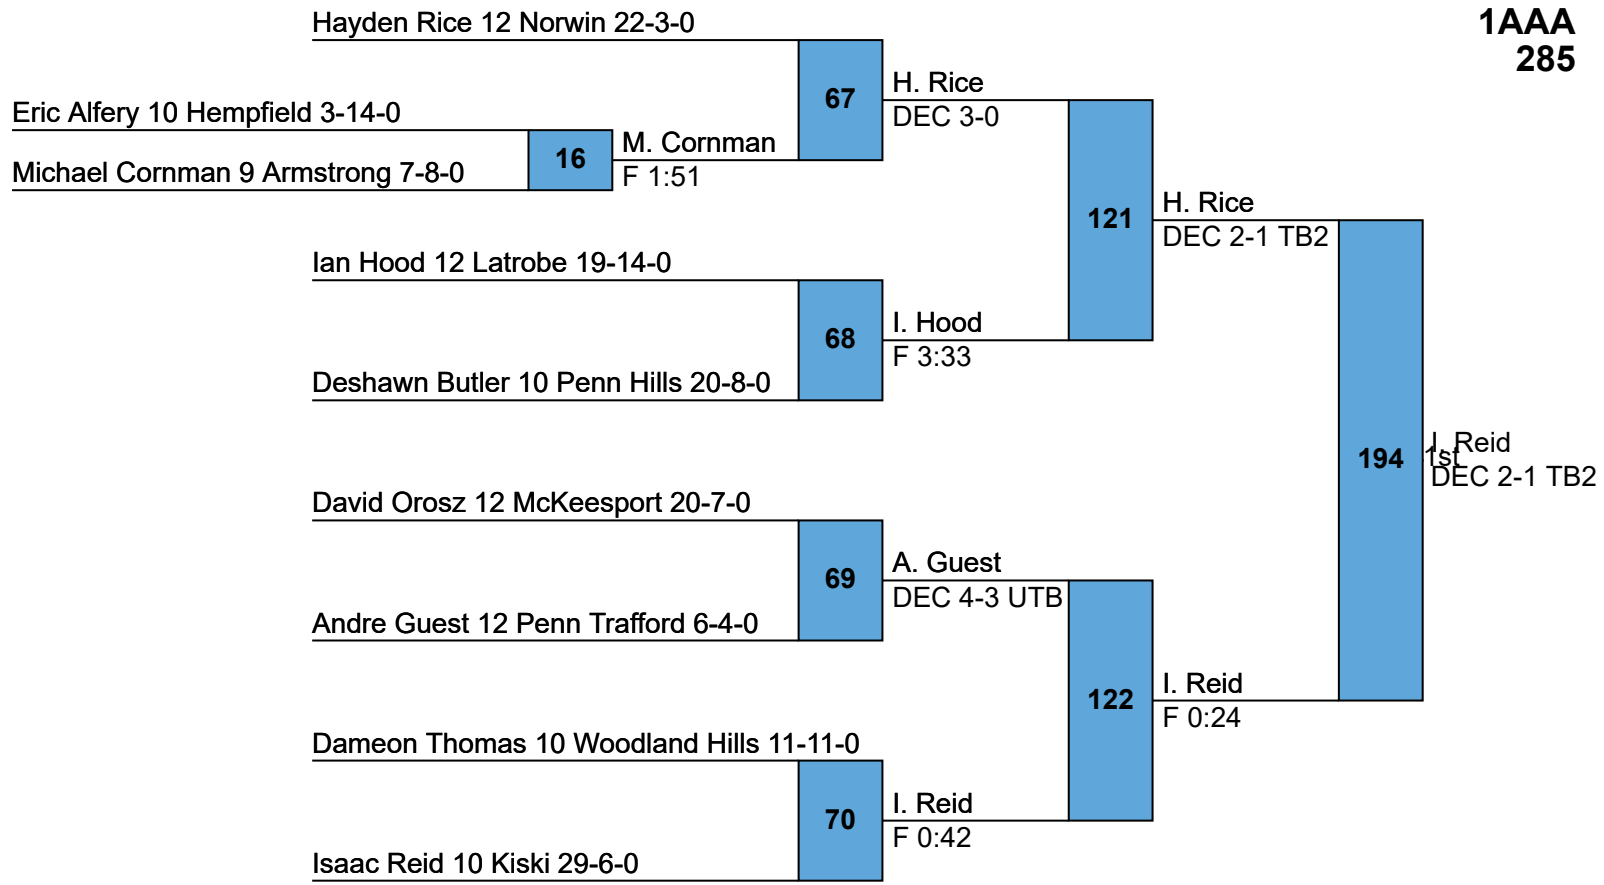 1AAA
285
Hayden Rice 12 Norwin 22-3-0
67
H. Rice
DEC 3-0
Eric Alfery 10 Hempfield 3-14-0
16
M. Cornman
F 1:51
Michael Cornman 9 Armstrong 7-8-0
121
H. Rice
DEC 2-1 TB2
Ian Hood 12 Latrobe 19-14-0
68
I. Hood
F 3:33
Deshawn Butler 10 Penn Hills 20-8-0
194
I. Reid
1st
DEC 2-1 TB2
David Orosz 12 McKeesport 20-7-0
69
A. Guest
DEC 4-3 UTB
Andre Guest 12 Penn Trafford 6-4-0
122
I. Reid
F 0:24
Dameon Thomas 10 Woodland Hills 11-11-0
70
I. Reid
F 0:42
Isaac Reid 10 Kiski 29-6-0